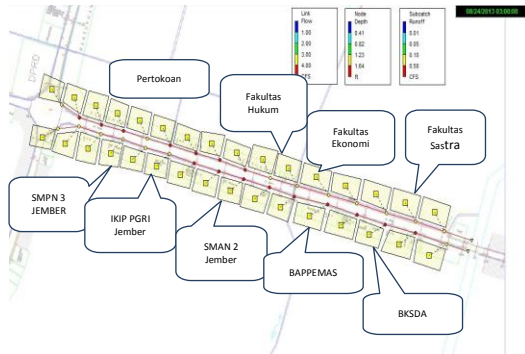 Link
Flow
1.00
2.00
3.00
4.00
CFS
Node
Depth
0.41
0.82
1.23
1.64
ft
Subcatch
Runoff
0.01
0.05
0.10
0.50
CFS
08/24/2013 03:00:00
DPRD
Pertokoan
Fakultas
Hukum
Fakultas
Ekonomi
Fakultas
Sastra
SMPN 3
JEMBER
IKIP PGRI
Jember
SMAN 2
Jember
BAPPEMAS
BKSDA